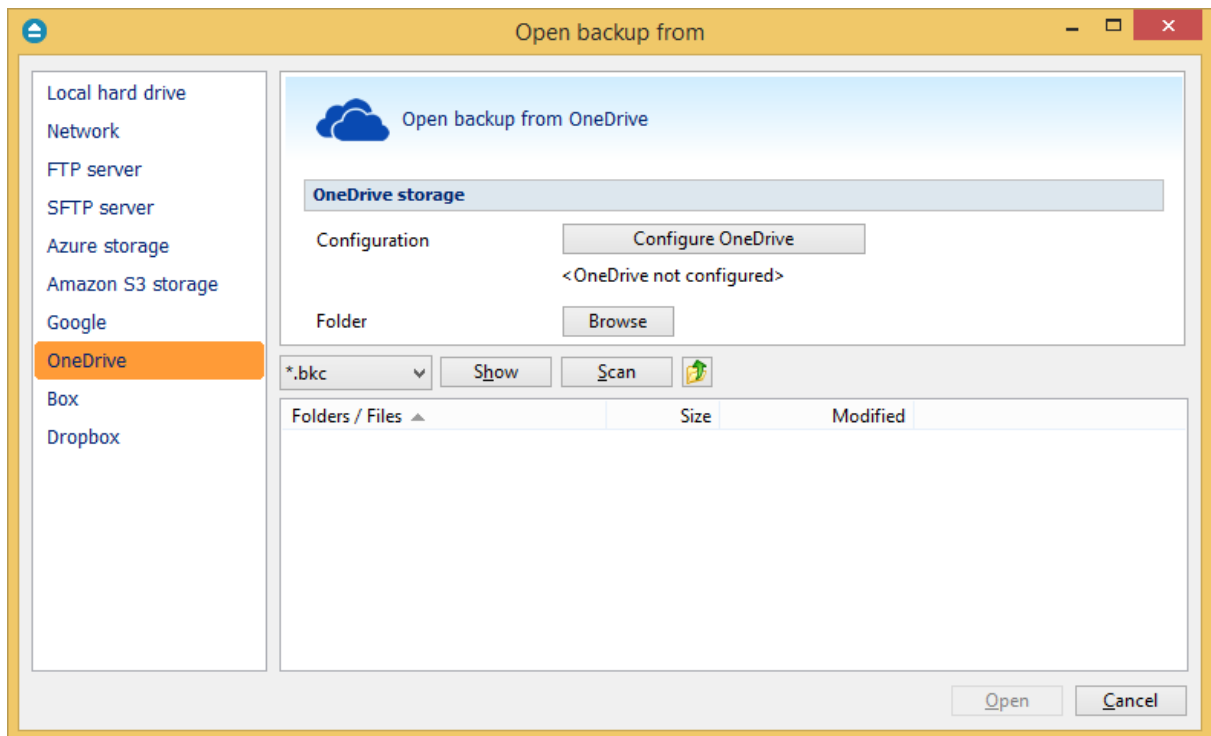 Open backup from
Local hard drive
Network
FTP server
SFTP server
Azure storage
Amazon S3 storage
Google
OneDrive
Box
Dropbox
Open backup from OneDrive
OneDrive storage
Configuration Configure OneDrive
<OneDrive not configured>
Folder Browse
*.bkc Show Scan
Folders / Files Size Modified
Open Cancel